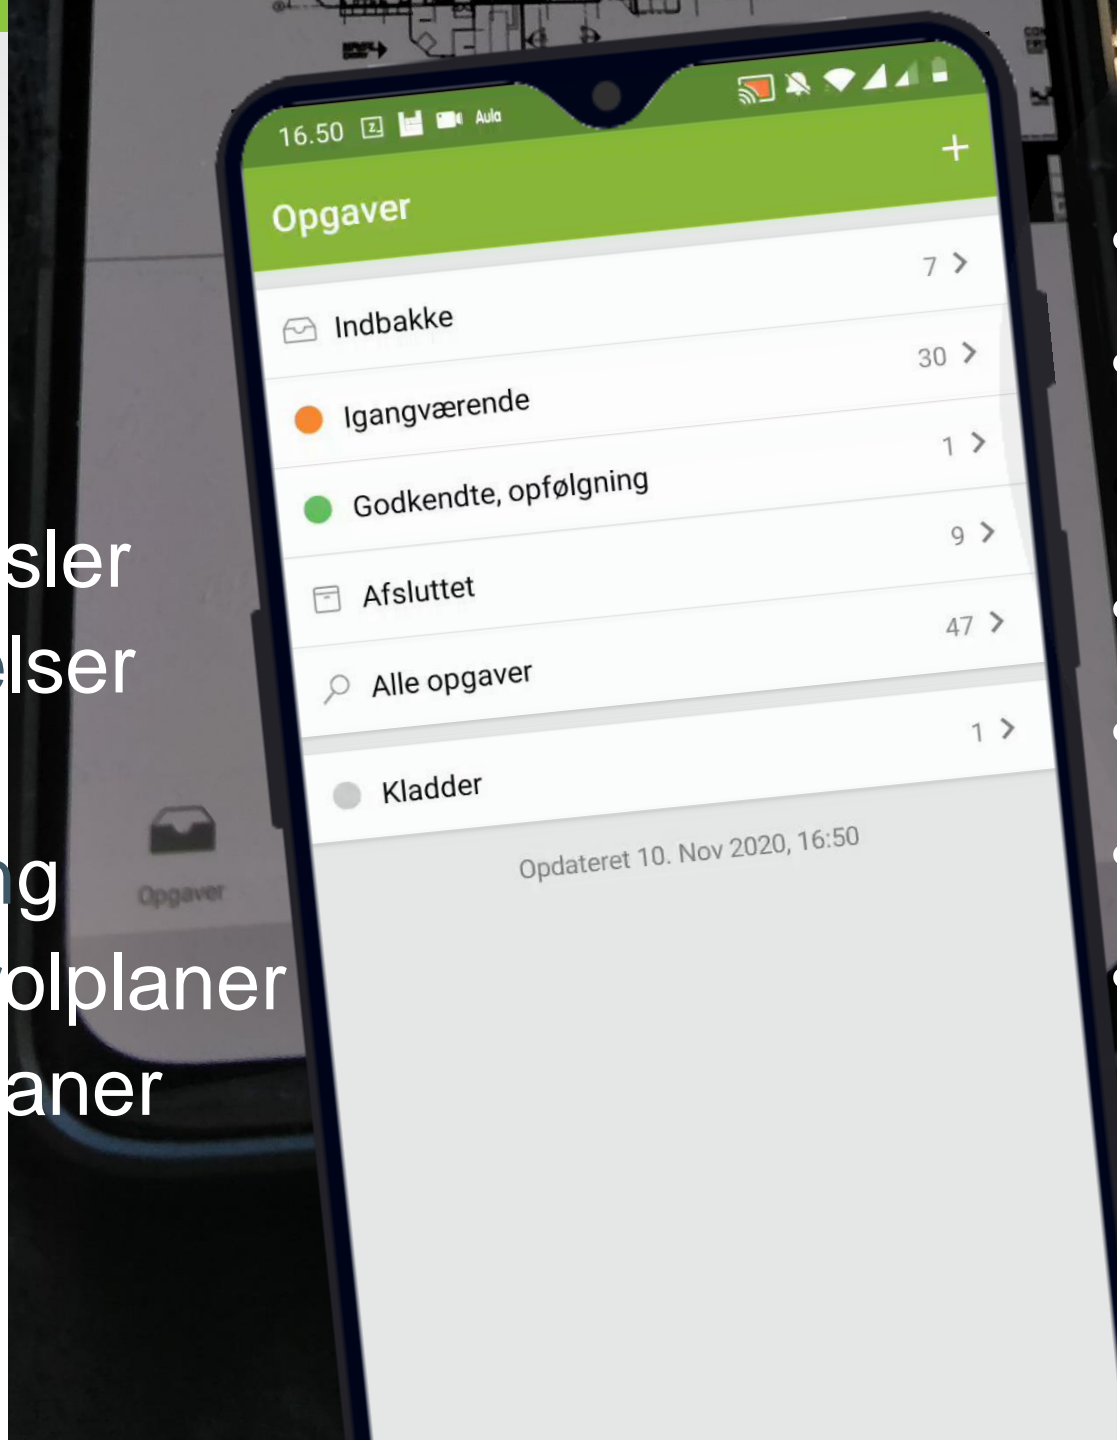 16.50 Aula
Opgaver +
Indbakke 7
Igangværende 30
Godkendte, opfølgning 1
Afsluttet 9
Alle opgaver 47
Kladder 1
Opdateret 10. Nov 2020, 16:50
sler
elser
ng
olplaner
aner
Opgaver